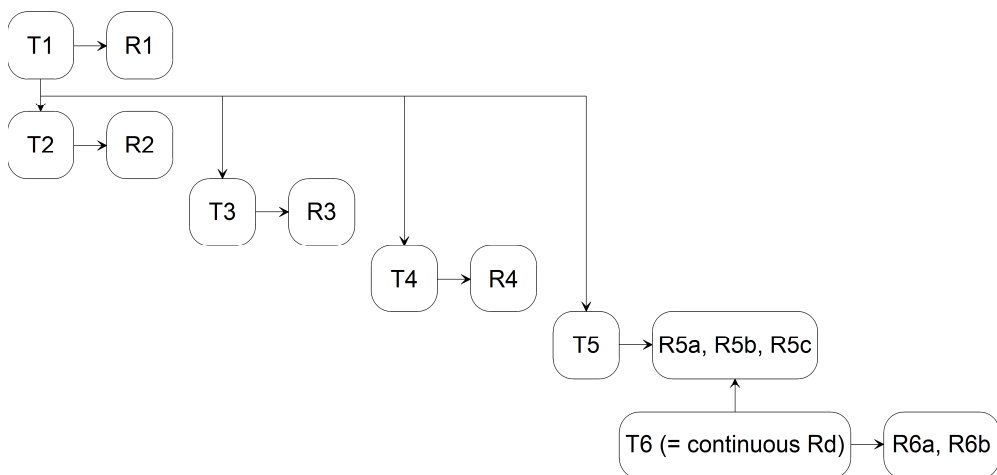 T1 R1
T2 R2
T3 R3
T4 R4
T5 R5a, R5b, R5c
T6 (= continuous Rd) R6a, R6b